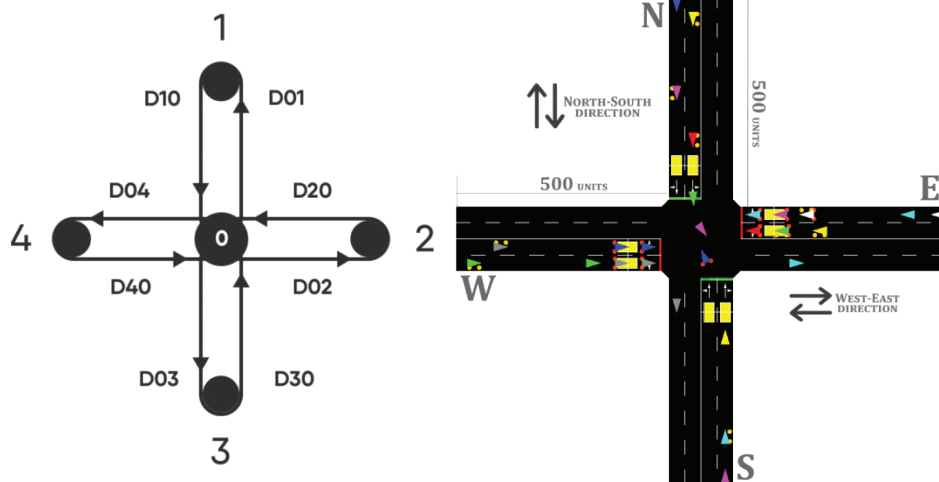 1
D10
D01
D04
D20
4
0
2
D40
D02
D03
D30
3
N
NORTH-SOUTH
DIRECTION
500 UNITS
500 UNITS
E
W
WEST-EAST
DIRECTION
S